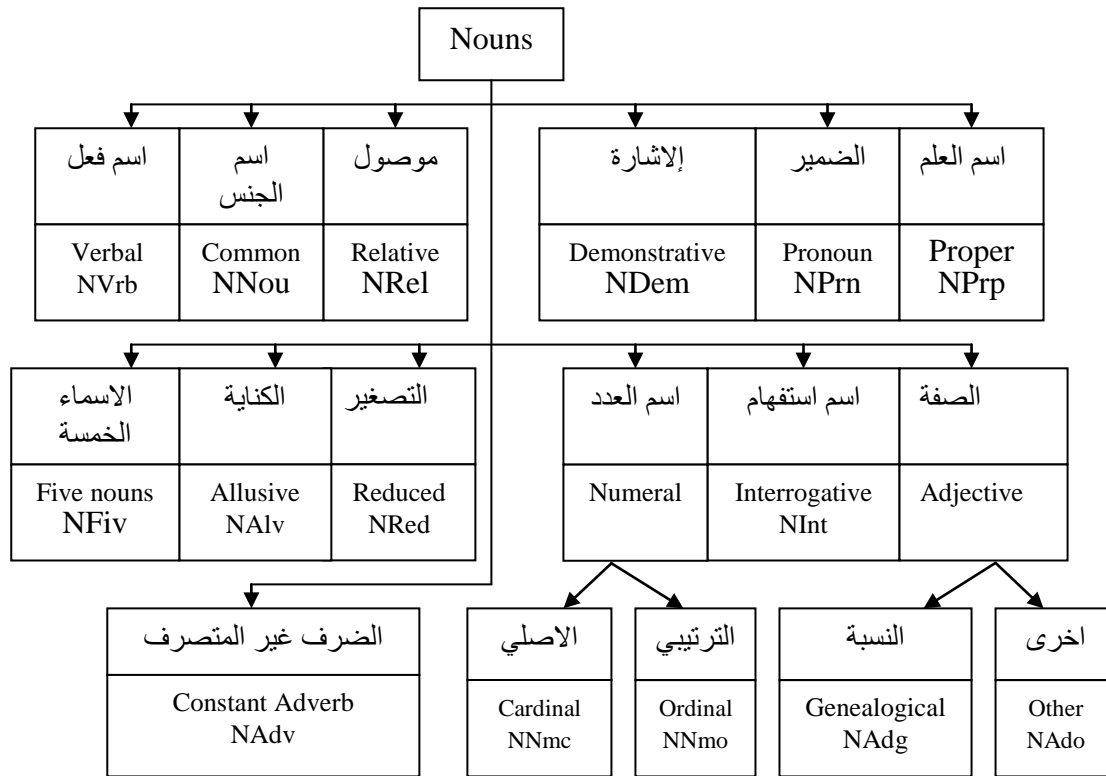 Nouns
اسم فعل
Verbal
NVrb
اسم
الجنس
Common
NNou
موصول
Relative
NRel
إلاشارة
Demonstrative
NDem
الضمير
Pronoun
NPrn
اسم العلم
Proper
NPrp
الاسماء
الخمسة
Five nouns
NFiv
الكناية
Allusive
NAlv
التصغير
Reduced
NRed
اسم العدد
Numeral
اسم استفهام
Interrogative
NInt
الصفة
Adjective
الضرف غير المتصرف
Constant Adverb
NAdv
الاصلي
Cardinal
NNmc
الترتيبي
Ordinal
NNmo
النسبة
Genealogical
NAdg
اخرى
Other
NAdo